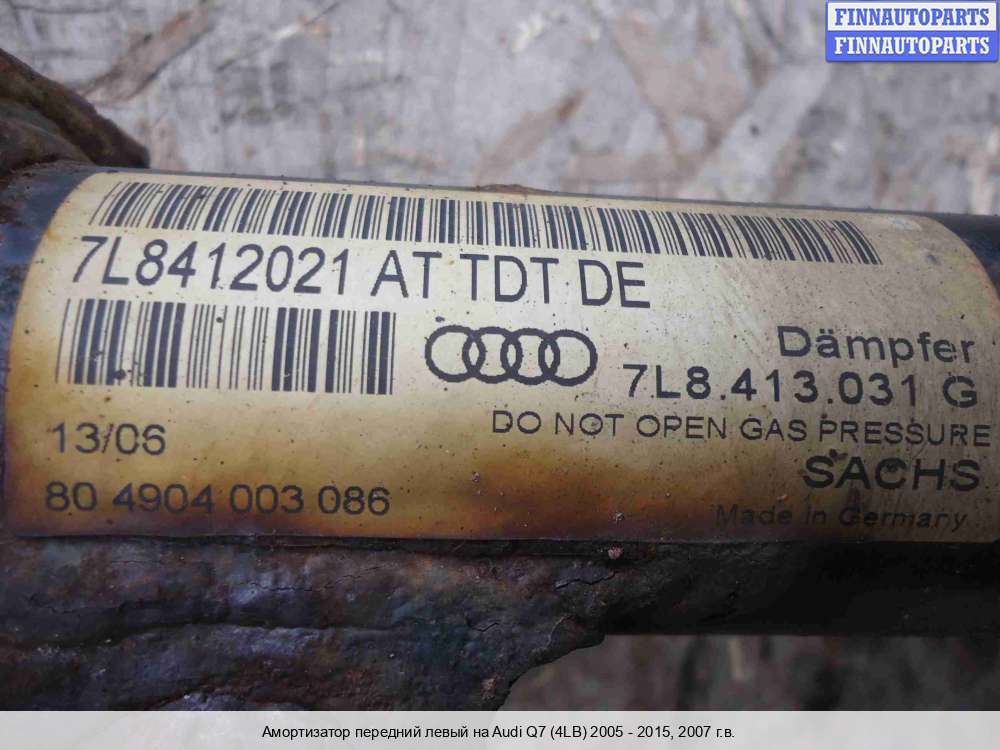 FINNAUTOPARTS
FINNAUTOPARTS
7L8412021 AT TDT DE
Dämpfer
7L8.413.031 G
DO NOT OPEN GAS PRESSURE
13/06
SACHS
80 4904 003 086
Made in Germany
Амортизатор передний левый на Audi Q7 (4LB) 2005 - 2015, 2007 г.в.